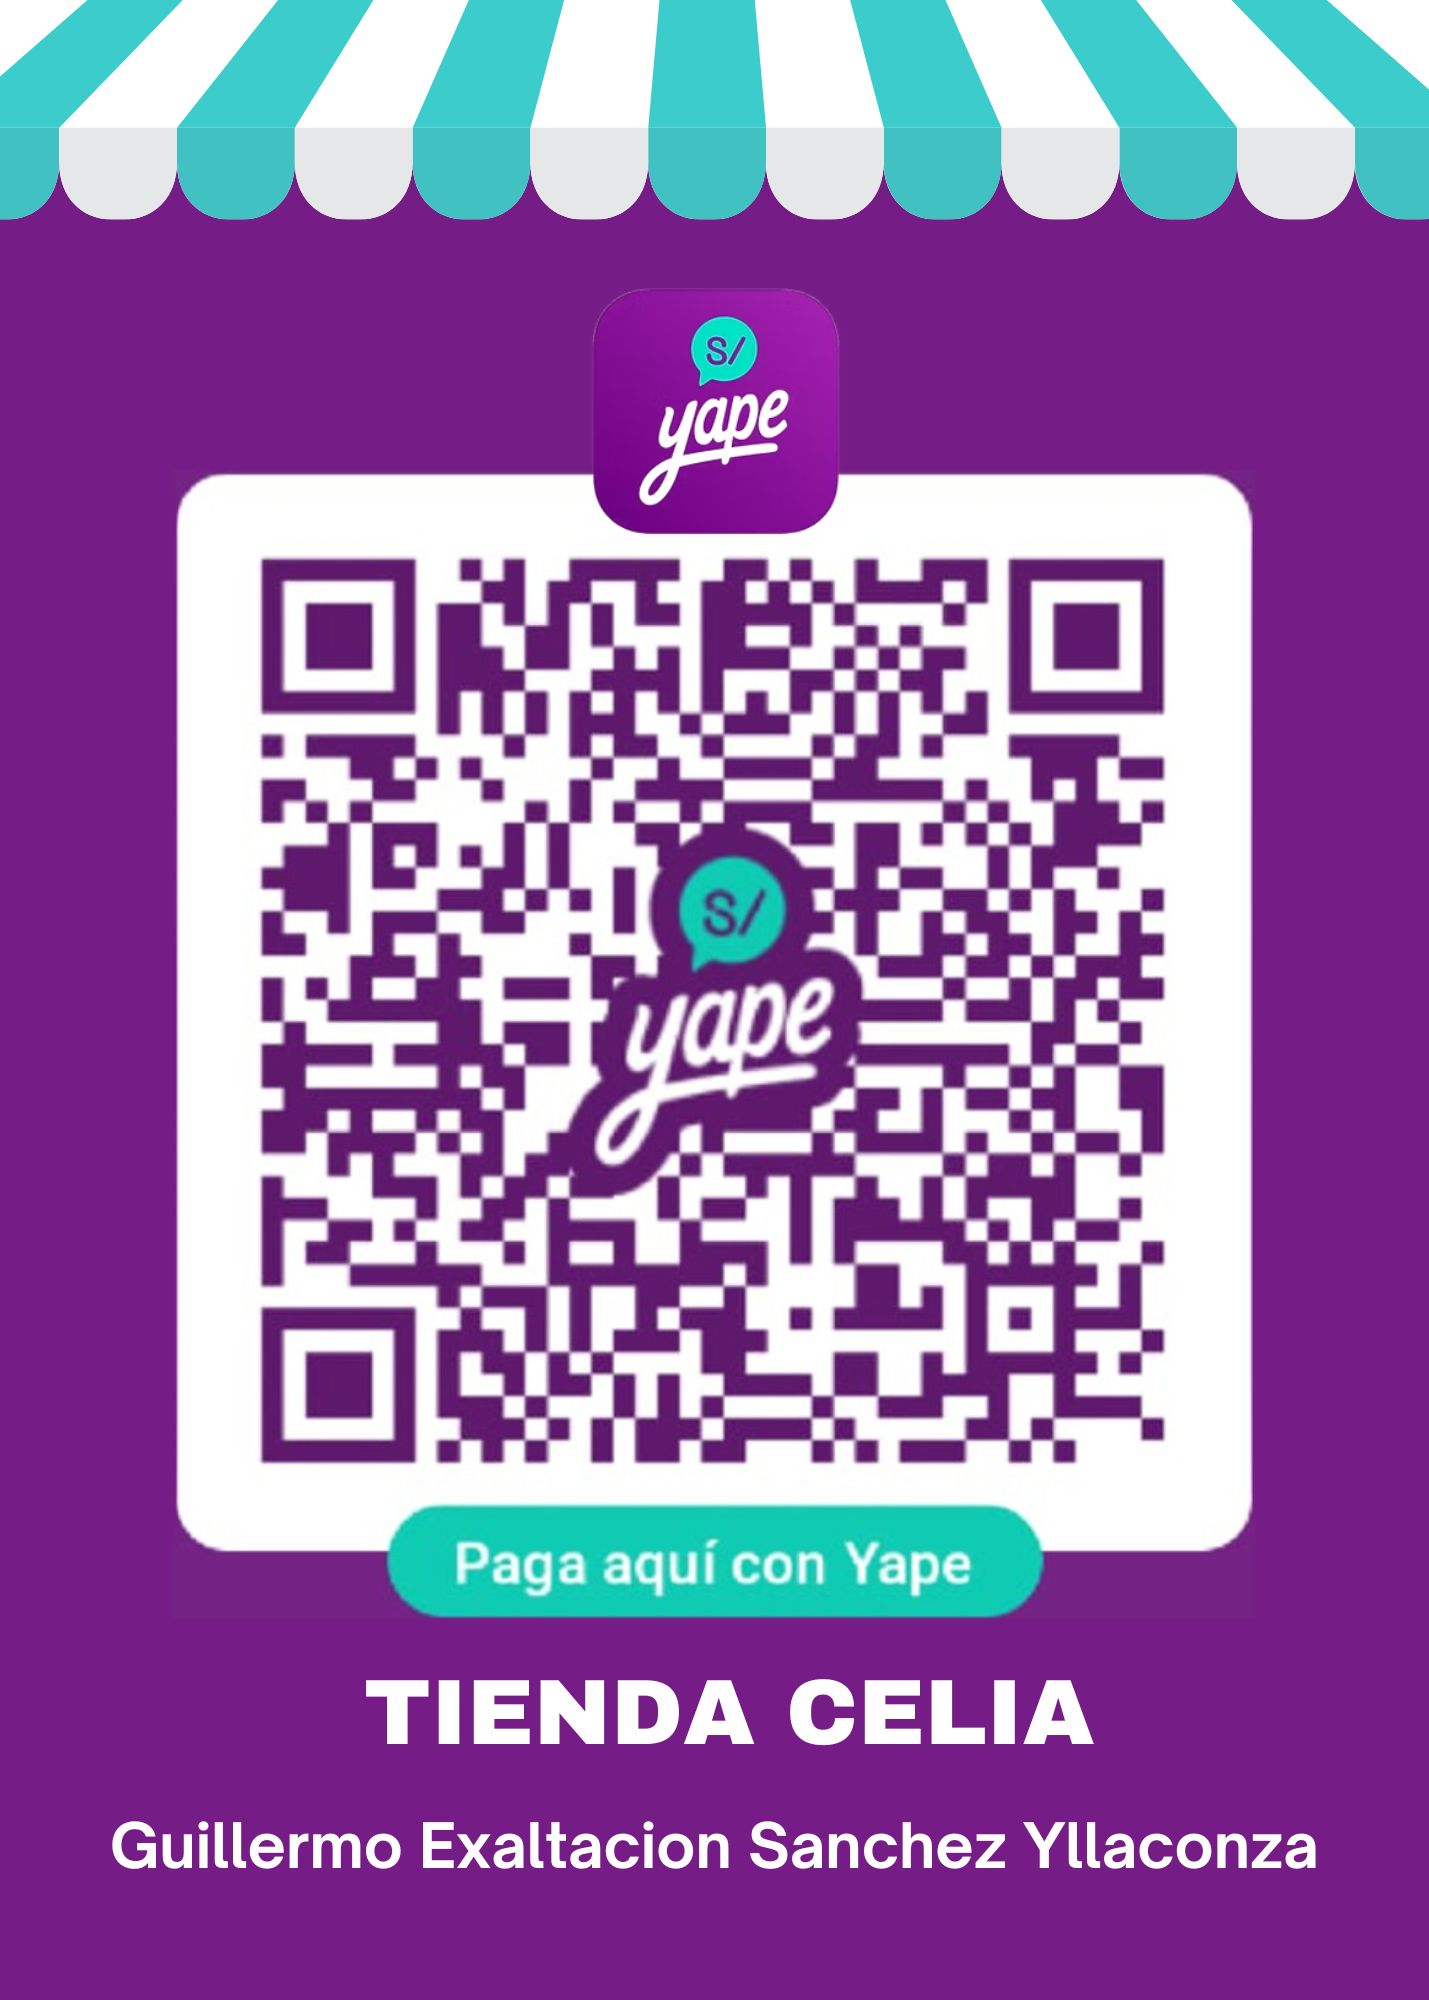 S/
yape
S/
yape
Paga aquí con Yape
TIENDA CELIA
Guillermo Exaltacion Sanchez Yllaconza